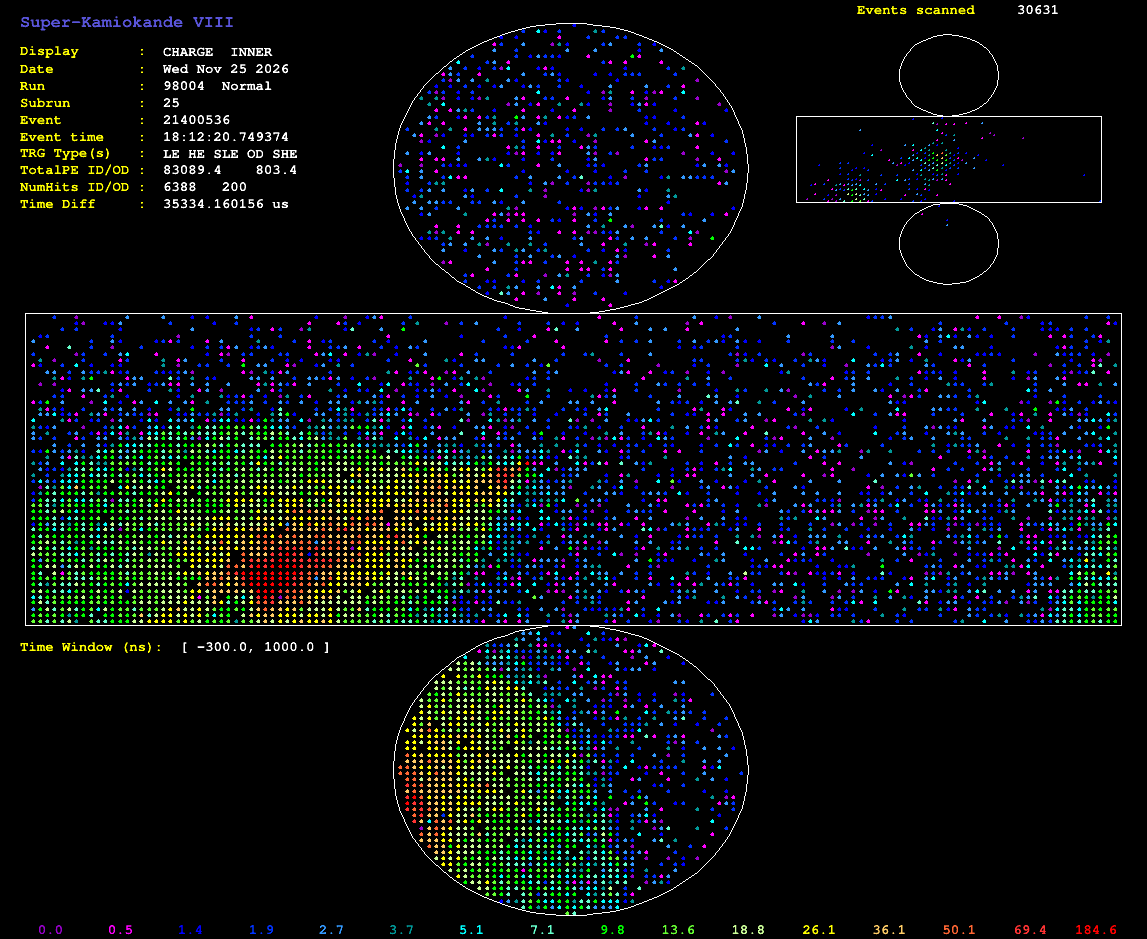 Super-Kamiokande VIII
Events scanned 30631
Display : CHARGE INNER
Date : Wed Nov 25 2026
Run : 98004 Normal
Subrun : 25
Event : 21400536
Event time : 18:12:20.749374
TRG Type(s) : LE HE SLE OD SHE
TotalPE ID/OD : 83089.4 803.4
NumHits ID/OD : 6388 200
Time Diff : 35334.160156 us
Time Window (ns): [ -300.0, 1000.0 ]
0.0 0.5 1.4 1.9 2.7 3.7 5.1 7.1 9.8 13.6 18.8 26.1 36.1 50.1 69.4 184.6